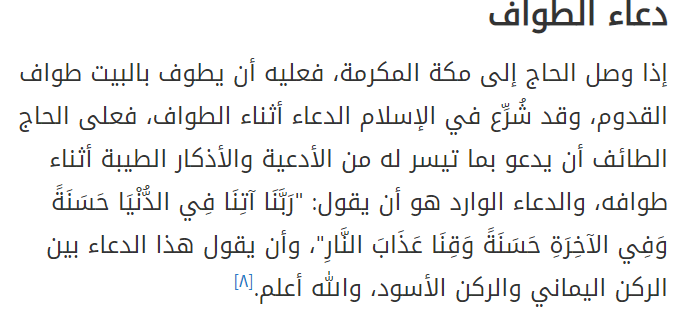 دعاء الطواف
إذا وصل الحاج إلى مكة المكرمة، فعليه أن يطوف بالبيت طواف
القدوم، وقد شُرِّع في الإسلام الدعاء أثناء الطواف، فعلى الحاج
الطائف أن يدعو بما تيسر له من الأدعية والأذكار الطيبة أثناء
طوافه، والدعاء الوارد هو أن يقول: "رَبَّنَا آتِنَا فِي الدُّنْيَا حَسَنَةً
وَفِي الآخِرَةِ حَسَنَةً وَقِنَا عَذَابَ النَّارِ"، وأن يقول هذا الدعاء بين
الركن اليماني والركن الأسود، والله أعلم.[٨]